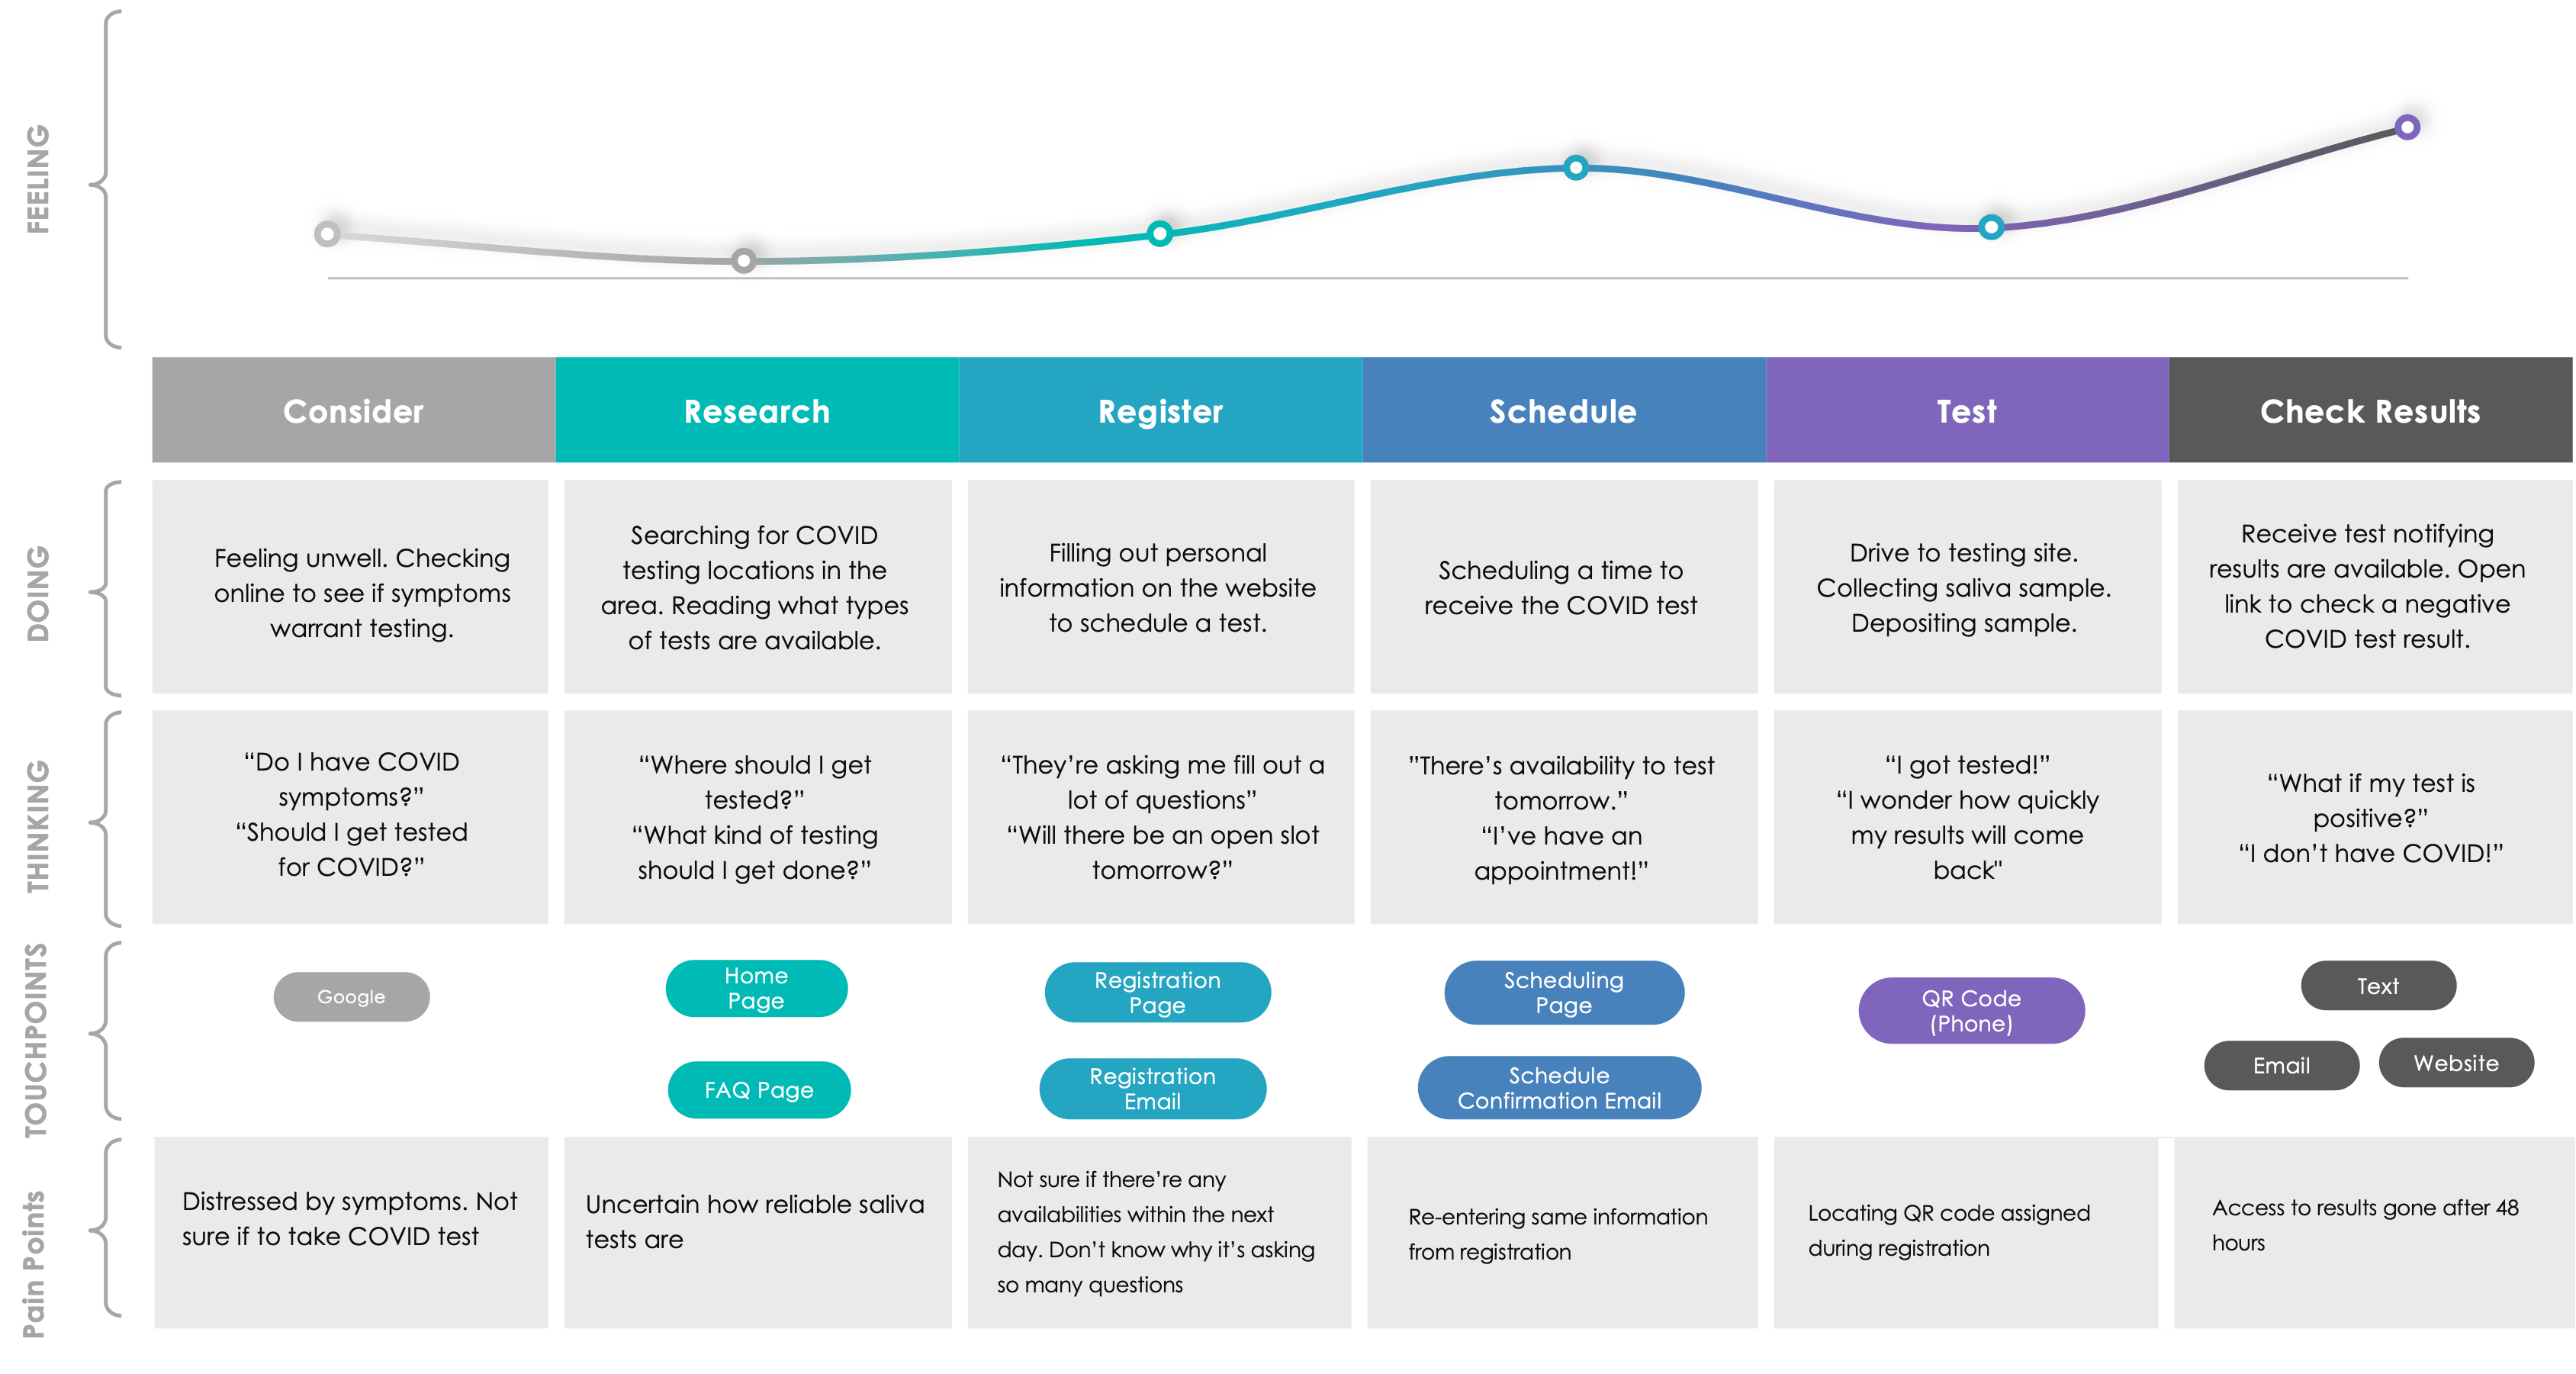 FEELING
Consider
Research
Register
Schedule
Test
Check Results
DOING
Feeling unwell. Checking
online to see if symptoms
warrant testing.
Searching for COVID
testing locations in the
area. Reading what types
of tests are available.
Filling out personal
information on the website
to schedule a test.
Scheduling a time to
receive the COVID test
Drive to testing site.
Collecting saliva sample.
Depositing sample.
Receive test notifying
results are available. Open
link to check a negative
COVID test result.
THINKING
“Do I have COVID
symptoms?”
“Should I get tested
for COVID?”
“Where should I get
tested?”
“What kind of testing
should I get done?”
“They’re asking me fill out a
lot of questions”
“Will there be an open slot
tomorrow?”
”There’s availability to test
tomorrow.”
“I’ve have an
appointment!”
“I got tested!”
“I wonder how quickly
my results will come
back"
“What if my test is
positive?”
“I don’t have COVID!”
TOUCHPOINTS
Google
Home
Page
FAQ Page
Registration
Page
Registration
Email
Scheduling
Page
Schedule
Confirmation Email
QR Code
(Phone)
Text
Email
Website
Pain Points
Distressed by symptoms. Not
sure if to take COVID test
Uncertain how reliable saliva
tests are
Not sure if there’re any
availabilities within the next
day. Don’t know why it’s asking
so many questions
Re-entering same information
from registration
Locating QR code assigned
during registration
Access to results gone after 48
hours